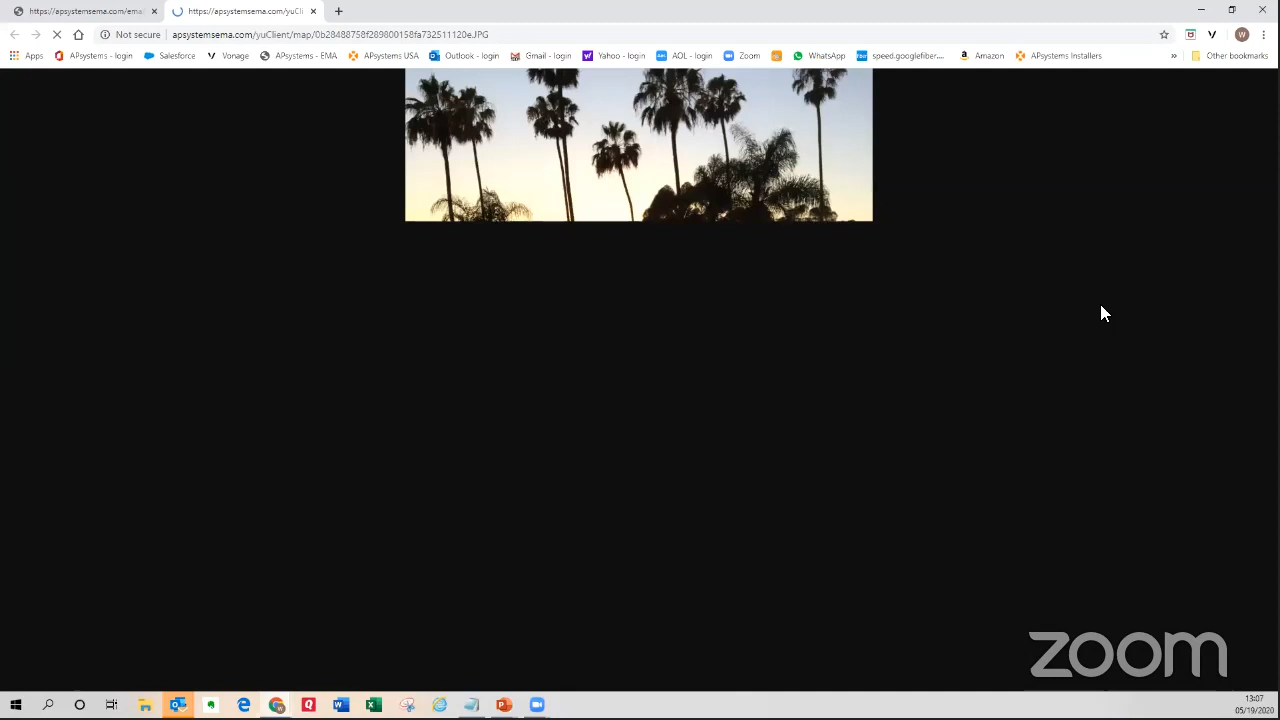 https://apsystemsema.com/ema
https://apsystemsema.com/yuCli
Not secure
apsystemsema.com/yuClient/map/0b28488758f289800158fa732511120e.JPG
Apps APsystems - login Salesforce Vonage APsystems - EMA APsystems USA Outlook - login Gmail - login Yahoo - login AOL - login Zoom WhatsApp speed.googlefiber.... Amazon APsystems Installers » Other bookmarks
zoom
13:07
05/19/2020